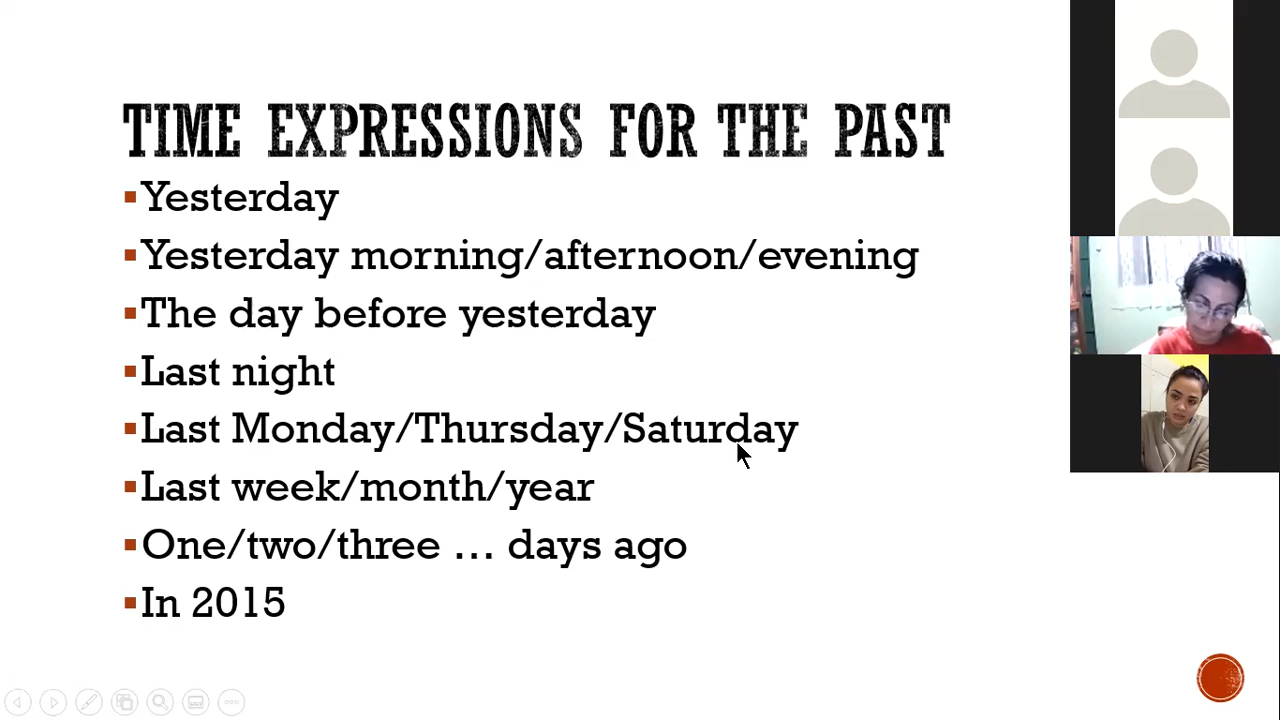 TIME EXPRESSIONS FOR THE PAST
Yesterday
Yesterday morning/afternoon/evening
The day before yesterday
Last night
Last Monday/Thursday/Saturday
Last week/month/year
One/two/three … days ago
In 2015